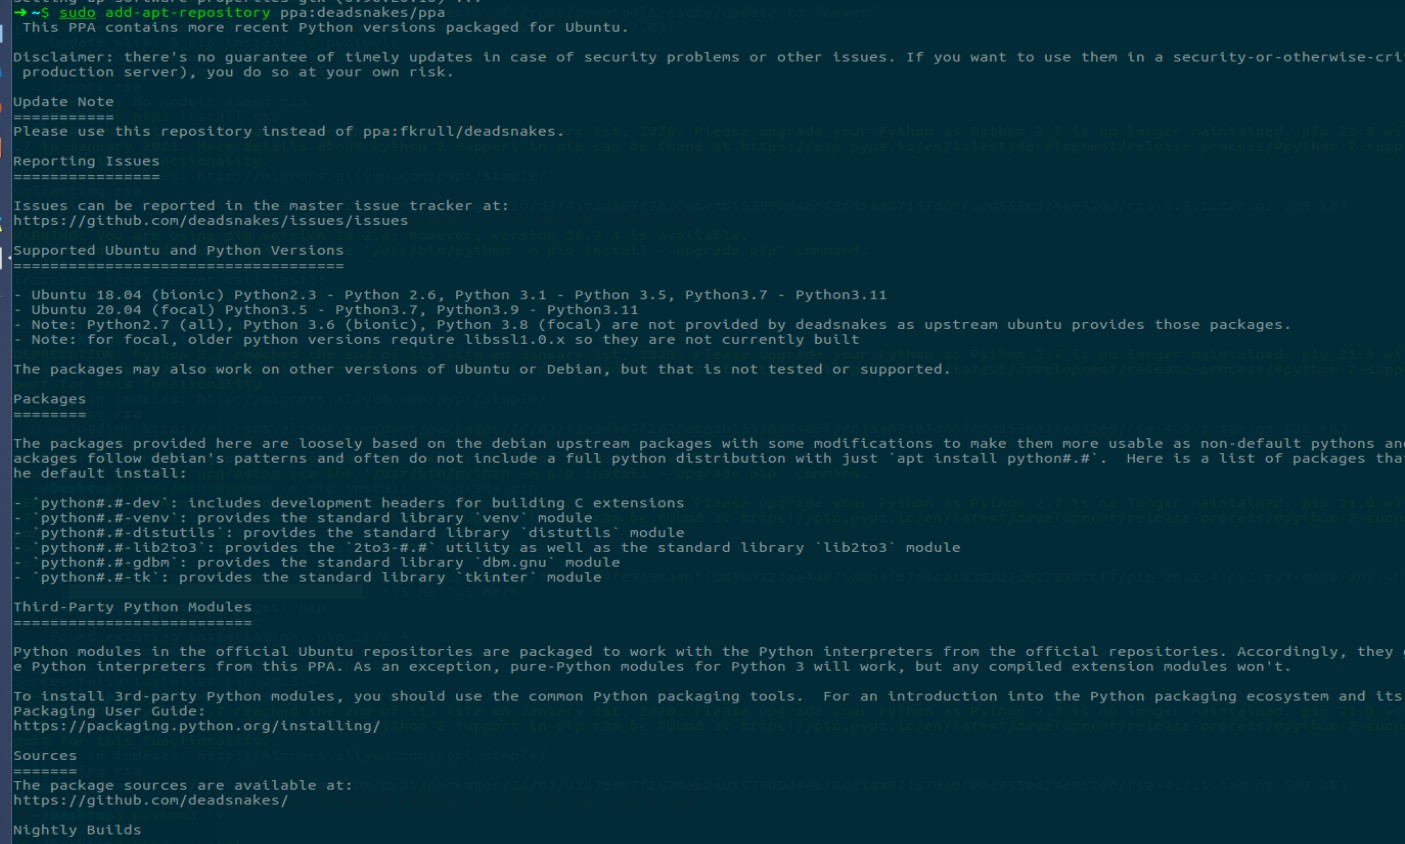 Setting up software-properties-gtk (0.96.20.10) ...
➜ ~$ sudo add-apt-repository ppa:deadsnakes/ppa
 This PPA contains more recent Python versions packaged for Ubuntu.
Disclaimer: there's no guarantee of timely updates in case of security problems or other issues. If you want to use them in a security-or-otherwise-cri
 production server), you do so at your own risk.
Update Note
===========
Please use this repository instead of ppa:fkrull/deadsnakes.
Reporting Issues
================
Issues can be reported in the master issue tracker at:
https://github.com/deadsnakes/issues/issues
Supported Ubuntu and Python Versions
====================================
- Ubuntu 18.04 (bionic) Python2.3 - Python 2.6, Python 3.1 - Python 3.5, Python3.7 - Python3.11
- Ubuntu 20.04 (focal) Python3.5 - Python3.7, Python3.9 - Python3.11
- Note: Python2.7 (all), Python 3.6 (bionic), Python 3.8 (focal) are not provided by deadsnakes as upstream ubuntu provides those packages.
- Note: for focal, older python versions require libssl1.0.x so they are not currently built
The packages may also work on other versions of Ubuntu or Debian, but that is not tested or supported.
Packages
========
The packages provided here are loosely based on the debian upstream packages with some modifications to make them more usable as non-default pythons an
ackages follow debian's patterns and often do not include a full python distribution with just `apt install python#.#`.  Here is a list of packages tha
he default install:
- `python#.#-dev`: includes development headers for building C extensions
- `python#.#-venv`: provides the standard library `venv` module
- `python#.#-distutils`: provides the standard library `distutils` module
- `python#.#-lib2to3`: provides the `2to3-#.#` utility as well as the standard library `lib2to3` module
- `python#.#-gdbm`: provides the standard library `dbm.gnu` module
- `python#.#-tk`: provides the standard library `tkinter` module
Third-Party Python Modules
==========================
Python modules in the official Ubuntu repositories are packaged to work with the Python interpreters from the official repositories. Accordingly, they
e Python interpreters from this PPA. As an exception, pure-Python modules for Python 3 will work, but any compiled extension modules won't.
To install 3rd-party Python modules, you should use the common Python packaging tools.  For an introduction into the Python packaging ecosystem and its
Packaging User Guide:
https://packaging.python.org/installing/
Sources
=======
The package sources are available at:
https://github.com/deadsnakes/
Nightly Builds